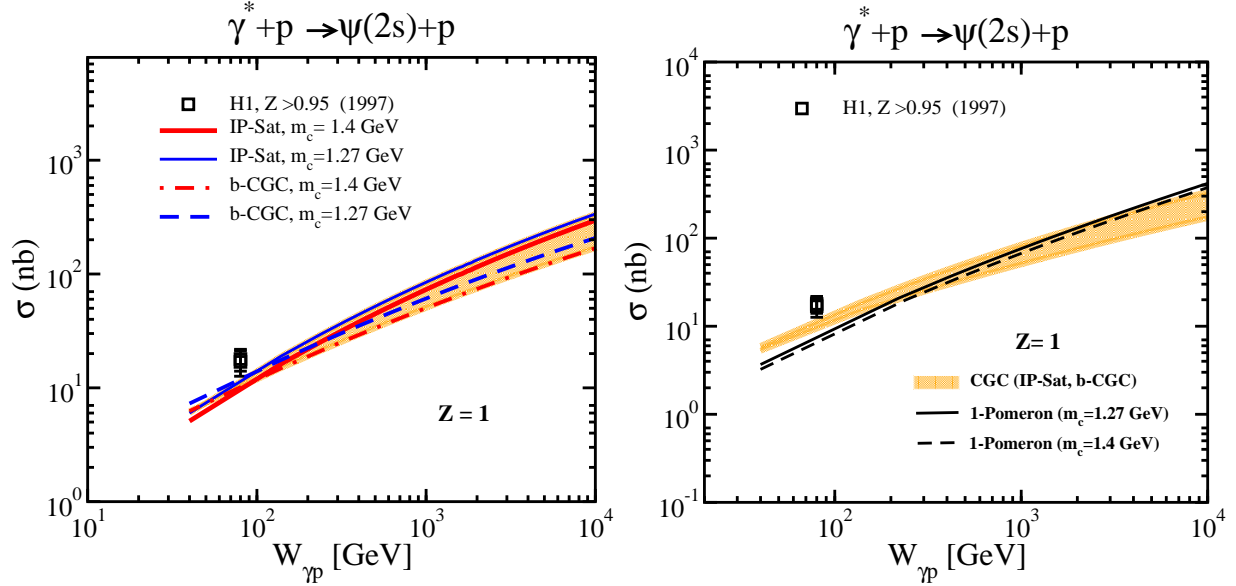 γ*+p →ψ(2s)+p
H1, Z >0.95 (1997)
IP-Sat, m_c= 1.4 GeV
IP-Sat, m_c=1.27 GeV
b-CGC, m_c=1.4 GeV
b-CGC, m_c=1.27 GeV
Z = 1
σ (nb)
10^3
10^2
10^1
10^0
10^1
10^2
10^3
10^4
W_γp [GeV]
γ*+p →ψ(2s)+p
H1, Z >0.95 (1997)
Z= 1
CGC (IP-Sat, b-CGC)
1-Pomeron (m_c=1.27 GeV)
1-Pomeron (m_c=1.4 GeV)
σ (nb)
10^4
10^3
10^2
10^1
10^0
10^-1
10^2
10^3
10^4
W_γp [GeV]